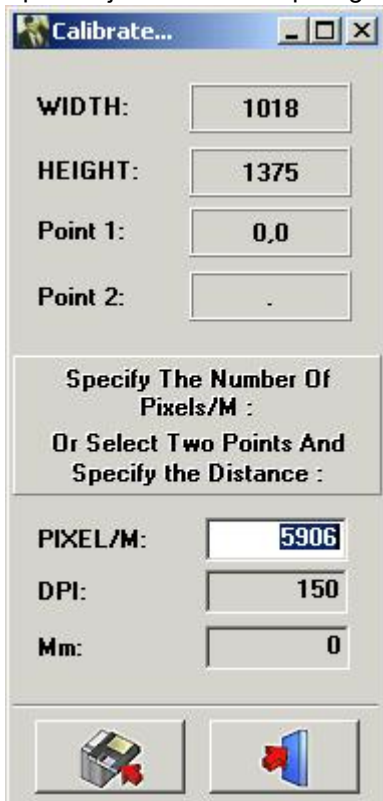 Calibrate...
WIDTH: 1018
HEIGHT: 1375
Point 1: 0,0
Point 2: .
Specify The Number Of
Pixels/M :
Or Select Two Points And
Specify the Distance :
PIXEL/M: 5906
DPI: 150
Mm: 0